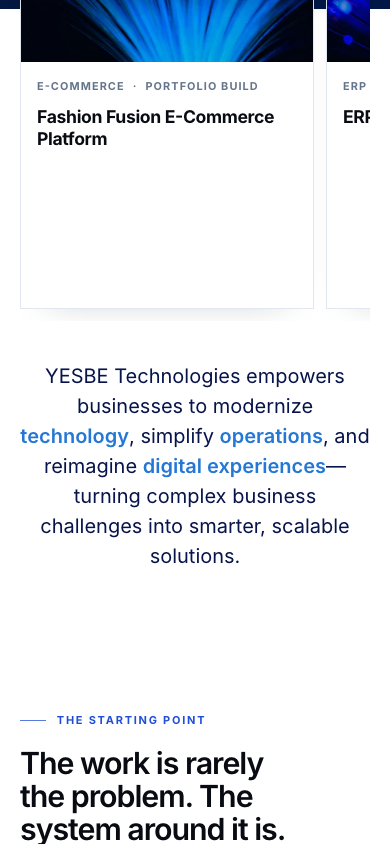 E-COMMERCE · PORTFOLIO BUILD
Fashion Fusion E-Commerce
Platform
ERP
ERP
YESBE Technologies empowers
businesses to modernize
technology, simplify operations, and
reimagine digital experiences—
turning complex business
challenges into smarter, scalable
solutions.
THE STARTING POINT
The work is rarely
the problem. The
system around it is.